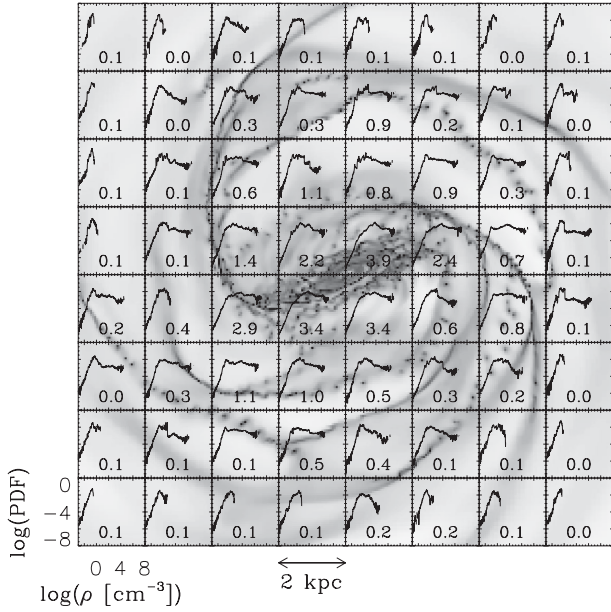 0.1 0.0 0.1 0.1 0.1 0.1 0.0 0.1
0.1 0.0 0.3 0.3 0.9 0.2 0.1 0.0
0.1 0.1 0.6 1.1 0.8 0.9 0.3 0.1
0.1 0.1 1.4 2.2 3.9 2.4 0.7 0.1
0.2 0.4 2.9 3.4 3.4 0.6 0.8 0.1
0.0 0.3 1.1 1.0 0.5 0.3 0.2 0.0
0.1 0.1 0.1 0.5 0.4 0.1 0.1 0.0
0.1 0.1 0.1 0.1 0.2 0.2 0.1 0.0
log(PDF)
0
−4
−8
0 4 8
log(ρ [cm⁻³])
2 kpc